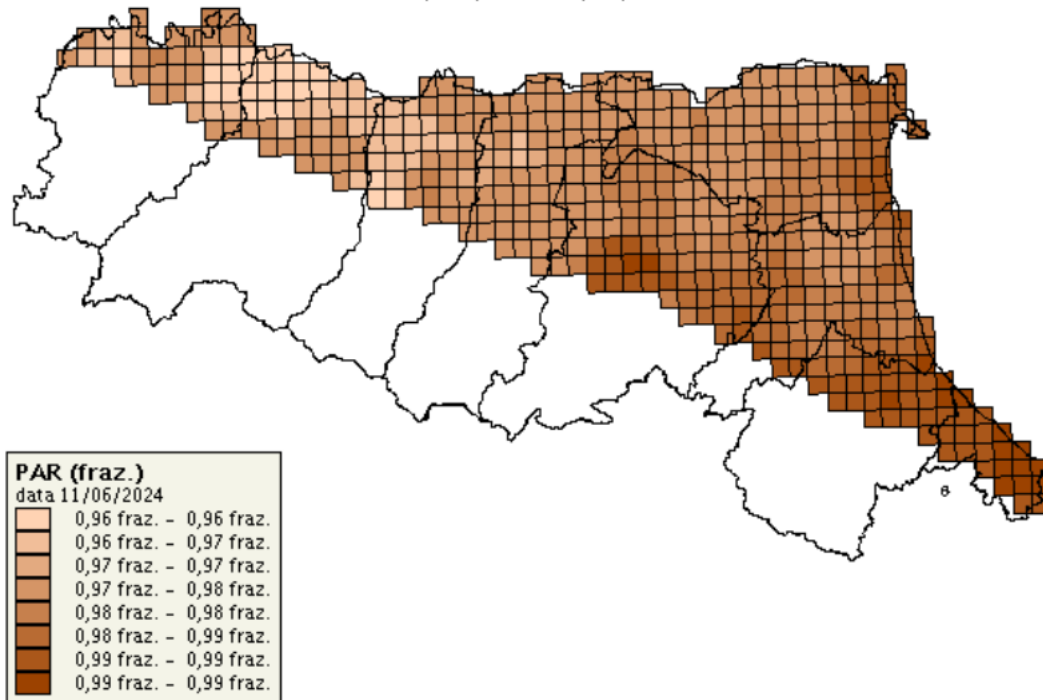 PAR (fraz.)
data 11/06/2024
0,96 fraz. - 0,96 fraz.
0,96 fraz. - 0,97 fraz.
0,97 fraz. - 0,97 fraz.
0,97 fraz. - 0,98 fraz.
0,98 fraz. - 0,98 fraz.
0,98 fraz. - 0,99 fraz.
0,99 fraz. - 0,99 fraz.
0,99 fraz. - 0,99 fraz.